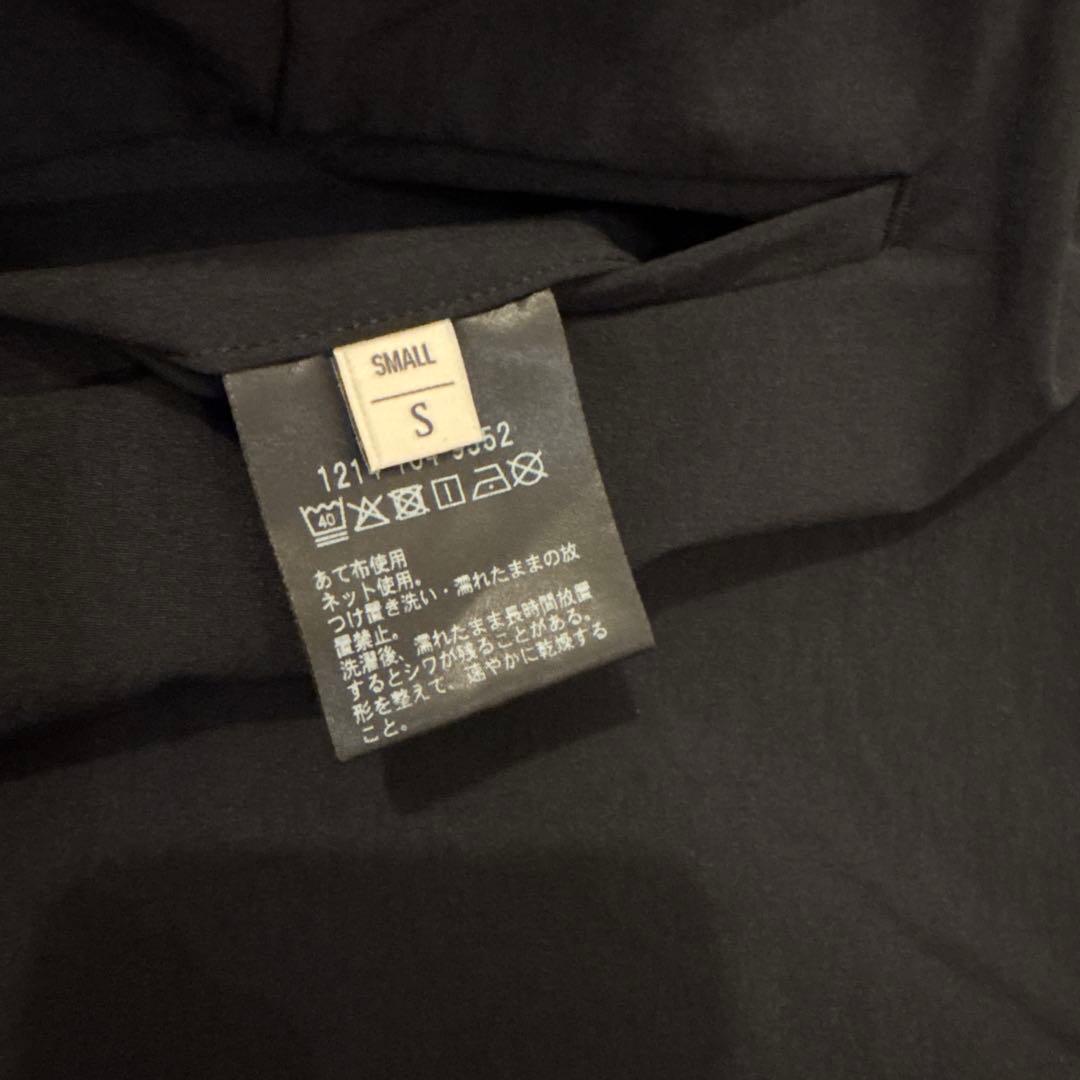 SMALL
S
40
あて布使用
ネット使用。
つけ置き洗い・濡れたままの放
置禁止。
洗濯後、濡れたまま長時間放置
するとシワが残ることがある。
形を整えて、速やかに乾燥する
こと。